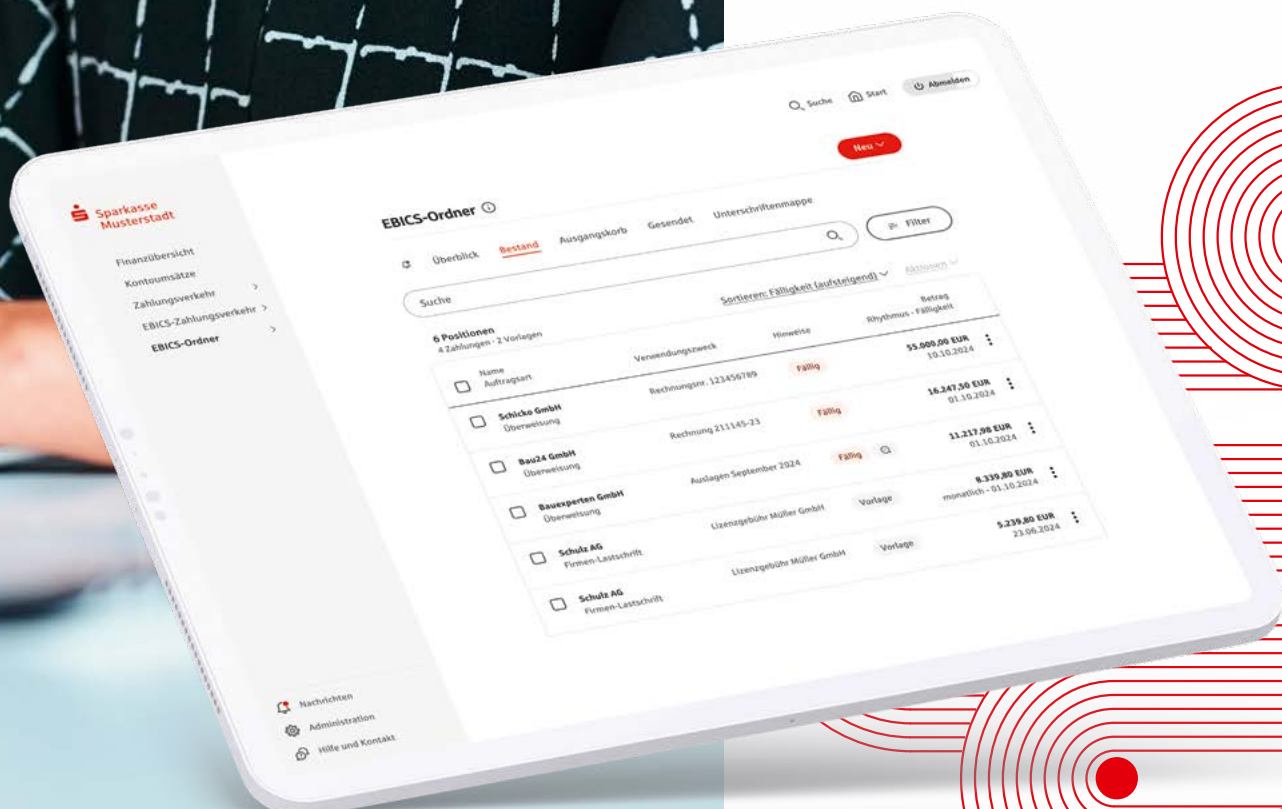 Suche
Start
Abmelden
Neu
Sparkasse
Musterstadt
Finanzübersicht
Kontoumsätze
Zahlungsverkehr
EBICS-Zahlungsverkehr
EBICS-Ordner
Nachrichten
Administration
Hilfe und Kontakt
EBICS-Ordner
Überblick Bestand Ausgangskorb Gesendet Unterschriftenmappe
Suche
Filter
6 Positionen
4 Zahlungen · 2 Vorlagen
Sortieren: Fälligkeit (aufsteigend)
Aktionen
Name
Auftragsart
Verwendungszweck
Hinweise
Betrag
Rhythmus - Fälligkeit
Schicko GmbH
Überweisung
Rechnungsnr. 123456789
Fällig
55.000,00 EUR
10.10.2024
Bau24 GmbH
Überweisung
Rechnung 211145-23
Fällig
16.247,50 EUR
01.10.2024
Bauexperten GmbH
Überweisung
Auslagen September 2024
Fällig
11.217,98 EUR
01.10.2024
Schulz AG
Firmen-Lastschrift
Lizenzgebühr Müller GmbH
Vorlage
8.339,80 EUR
monatlich - 01.10.2024
Schulz AG
Firmen-Lastschrift
Lizenzgebühr Müller GmbH
Vorlage
5.239,80 EUR
23.06.2024